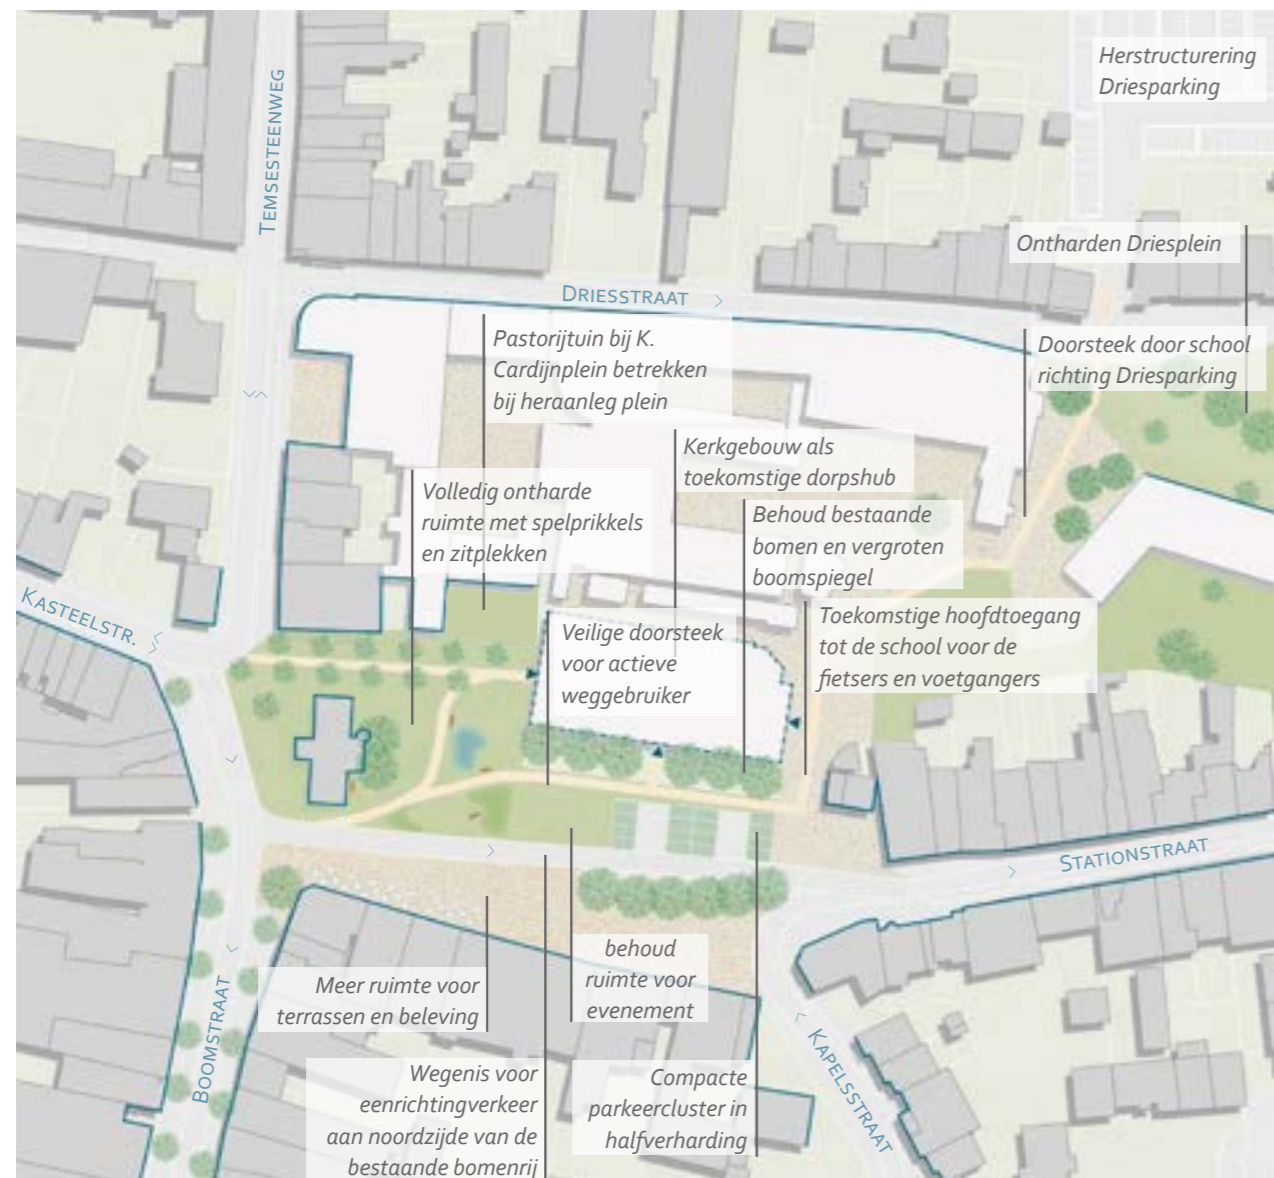 Herstructurering
Driesparking
TEMSESTEENWEG
Ontharden Driesplein
DRIESSTRAAT
Pastorijtuin bij K.
Cardijnplein betrekken
bij heraanleg plein
Doorsteek door school
richting Driesparking
Kerkgebouw als
toekomstige dorpshub
Volledig ontharde
ruimte met spelprikkels
en zitplekken
Behoud bestaande
bomen en vergroten
boomspiegel
KASTEELSTR.
Veilige doorsteek
voor actieve
weggebruiker
Toekomstige hoofdtoegang
tot de school voor de
fietsers en voetgangers
STATIONSTRAAT
Meer ruimte voor
terrassen en beleving
behoud
ruimte voor
evenement
BOOMSTRAAT
KAPELSSTRAAT
Wegenis voor
eenrichtingverkeer
aan noordzijde van de
bestaande bomenrij
Compacte
parkeercluster in
halfverharding